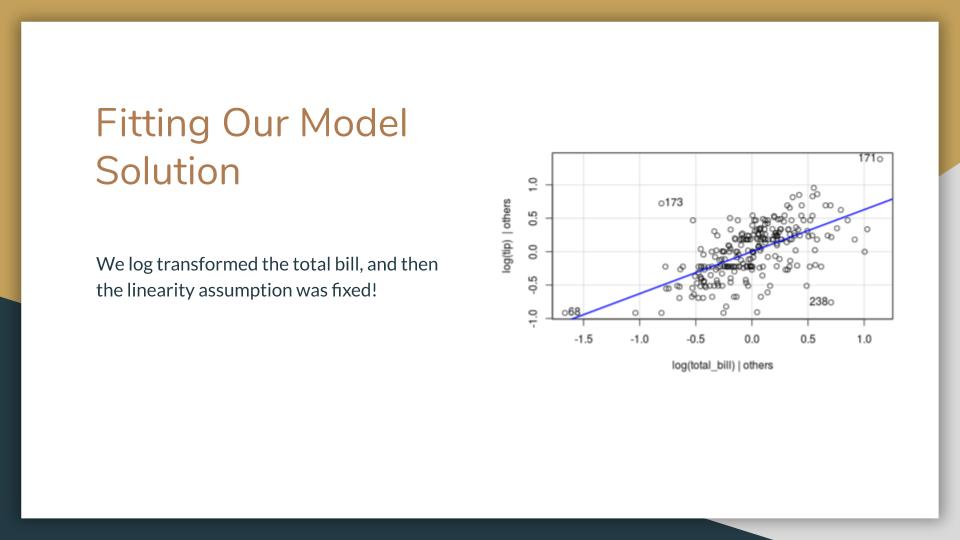 Fitting Our Model
Solution
We log transformed the total bill, and then
the linearity assumption was fixed!
171
173
68
238
1.0
0.5
0.0
-0.5
-1.0
log(tip) | others
-1.5
-1.0
-0.5
0.0
0.5
1.0
log(total_bill) | others